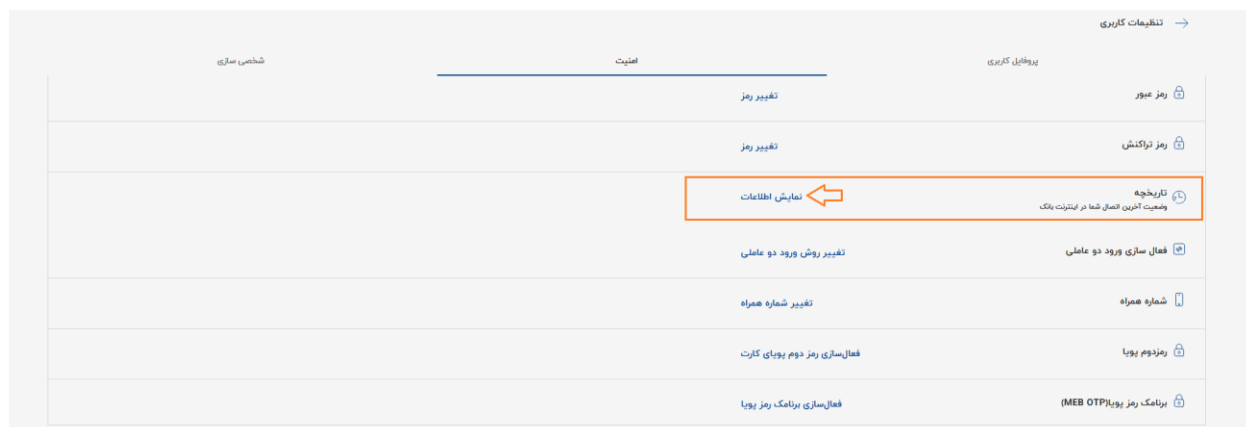 تنظیمات کاربری
پروفایل کاربری
امنیت
شخصی سازی
رمز عبور
تغییر رمز
رمز تراکنش
تغییر رمز
تاریخچه
وضعیت آخرین اتصال شما در اینترنت بانک
نمایش اطلاعات
فعال سازی ورود دو عاملی
تغییر روش ورود دو عاملی
شماره همراه
تغییر شماره همراه
رمزدوم پویا
فعال‌سازی رمز دوم پویای کارت
برنامک رمز پویا(MEB OTP)
فعال‌سازی برنامک رمز پویا